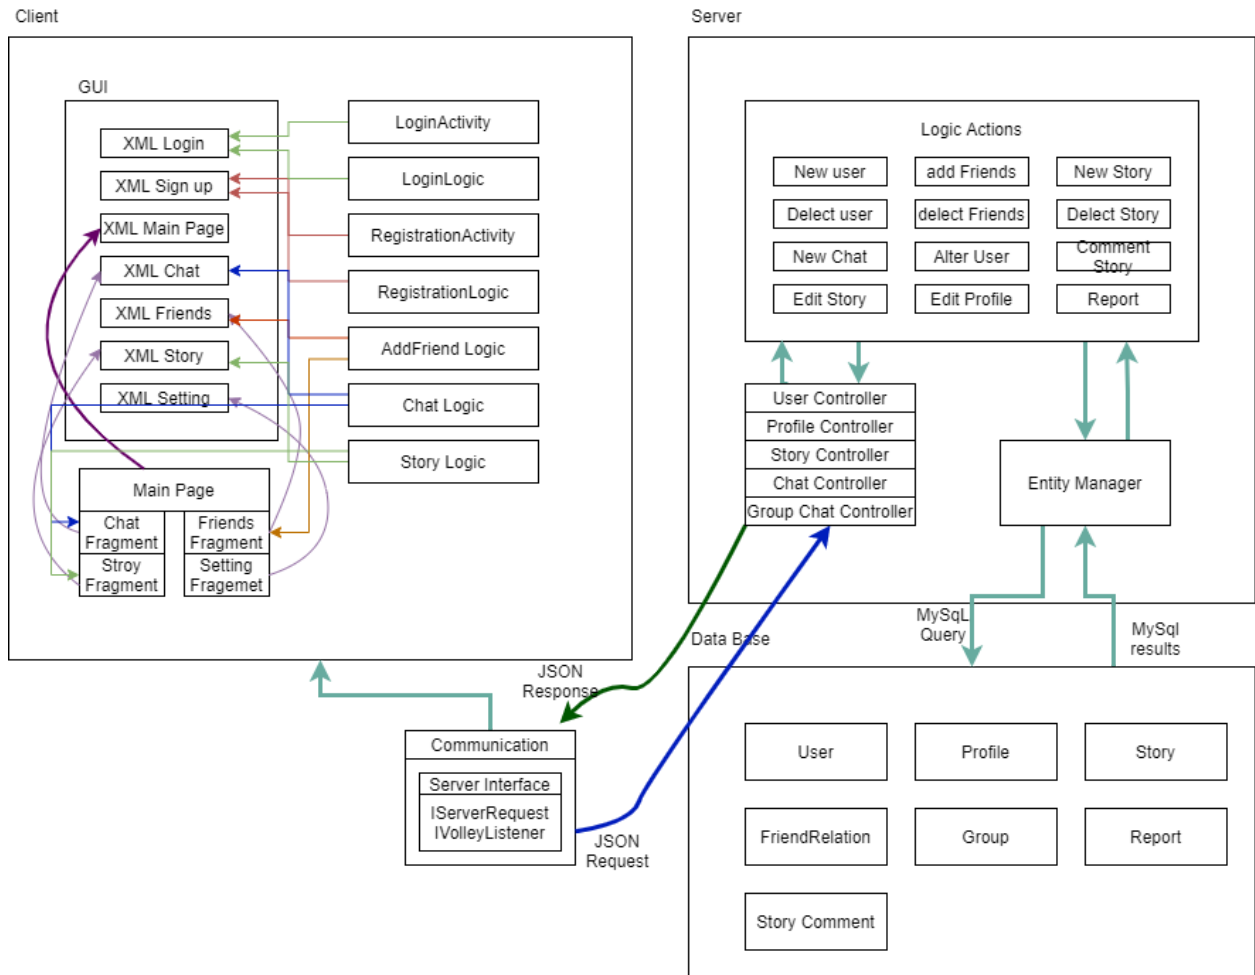 Client
Server
GUI
XML Login
XML Sign up
XML Main Page
XML Chat
XML Friends
XML Story
XML Setting
LoginActivity
LoginLogic
RegistrationActivity
RegistrationLogic
AddFriend Logic
Chat Logic
Story Logic
Main Page
Chat
Fragment
Friends
Fragment
Stroy
Fragment
Setting
Fragemet
Logic Actions
New user
add Friends
New Story
Delect user
delect Friends
Delect Story
New Chat
Alter User
Comment
Story
Edit Story
Edit Profile
Report
User Controller
Profile Controller
Story Controller
Chat Controller
Group Chat Controller
Entity Manager
MySqL
Query
MySql
results
Data Base
JSON
Response
Communication
Server Interface
IServerRequest
IVolleyListener
JSON
Request
User
Profile
Story
FriendRelation
Group
Report
Story Comment